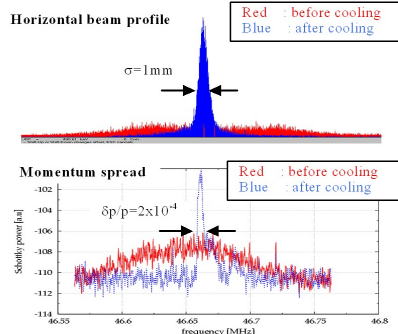 Horizontal beam profile
Red : before cooling
Blue : after cooling
σ=1mm
Momentum spread
Red : before cooling
Blue : after cooling
δp/p=2x10⁻⁴
Schotky power [a.u]
-102
-104
-106
-108
-110
-112
-114
46.55 46.6 46.65 46.7 46.75 46.8
frequency [MHz]